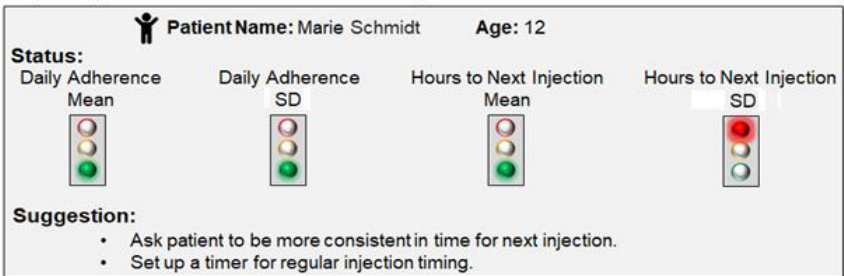 Patient Name: Marie Schmidt Age: 12
Status:
Daily Adherence Daily Adherence Hours to Next Injection Hours to Next Injection
Mean SD Mean SD
Suggestion:
• Ask patient to be more consistent in time for next injection.
• Set up a timer for regular injection timing.